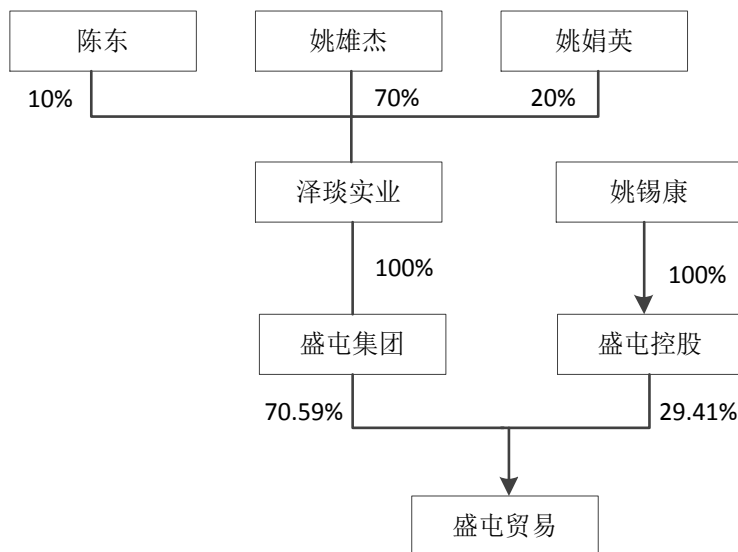 陈东
姚雄杰
姚娟英
10%
70%
20%
泽琰实业
姚锡康
100%
100%
盛屯集团
盛屯控股
70.59%
29.41%
盛屯贸易